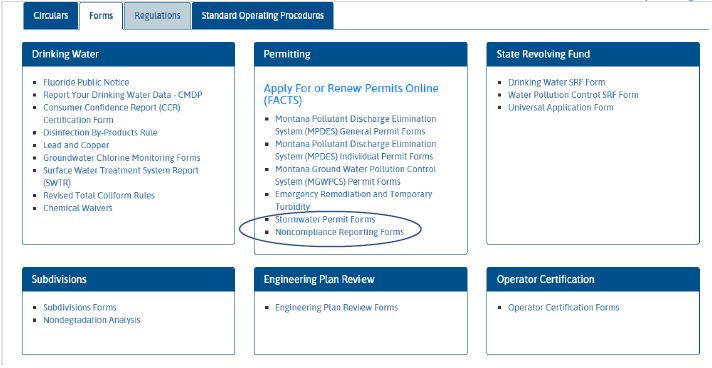 Circulars
Forms
Regulations
Standard Operating Procedures
Drinking Water
Fluoride Public Notice
Report Your Drinking Water Data - CMDP
Consumer Confidence Report (CCR)
Certification Form
Disinfection By-Products Rule
Lead and Copper
Groundwater Chlorine Monitoring Forms
Surface Water Treatment System Report
(SWTR)
Revised Total Coliform Rules
Chemical Waivers
Permitting
Apply For or Renew Permits Online
(FACTS)
Montana Pollutant Discharge Elimination
System (MPDES) General Permit Forms
Montana Pollutant Discharge Elimination
System (MPDES) Individual Permit Forms
Montana Ground Water Pollution Control
System (MGWPCS) Permit Forms
Emergency Remediation and Temporary
Turbidity
Stormwater Permit Forms
Noncompliance Reporting Forms
State Revolving Fund
Drinking Water SRF Form
Water Pollution Control SRF Form
Universal Application Form
Subdivisions
Subdivisions Forms
Nondegradation Analysis
Engineering Plan Review
Engineering Plan Review Forms
Operator Certification
Operator Certification Forms